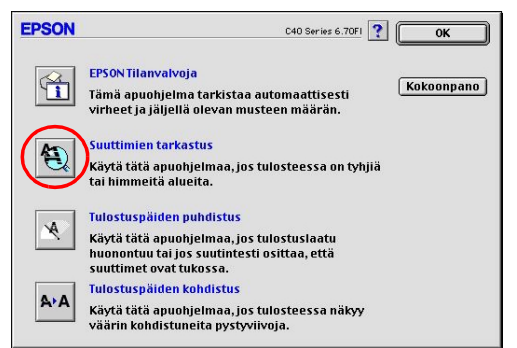 EPSON C40 Series 6.70FI ? OK
EPSON Tilanvalvoja
Tämä apuohjelma tarkistaa automaattisesti
virheet ja jäljellä olevan musteen määrän.
Kokoonpano
Suuttimien tarkastus
Käytä tätä apuohjelmaa, jos tulosteessa on tyhjiä
tai himmeitä alueita.
Tulostuspäiden puhdistus
Käytä tätä apuohjelmaa, jos tulostuslaatu
huonontuu tai jos suutintesti osittaa, että
suuttimet ovat tukossa.
Tulostuspäiden kohdistus
Käytä tätä apuohjelmaa, jos tulosteessa näkyy
väärin kohdistuneita pystyviivoja.